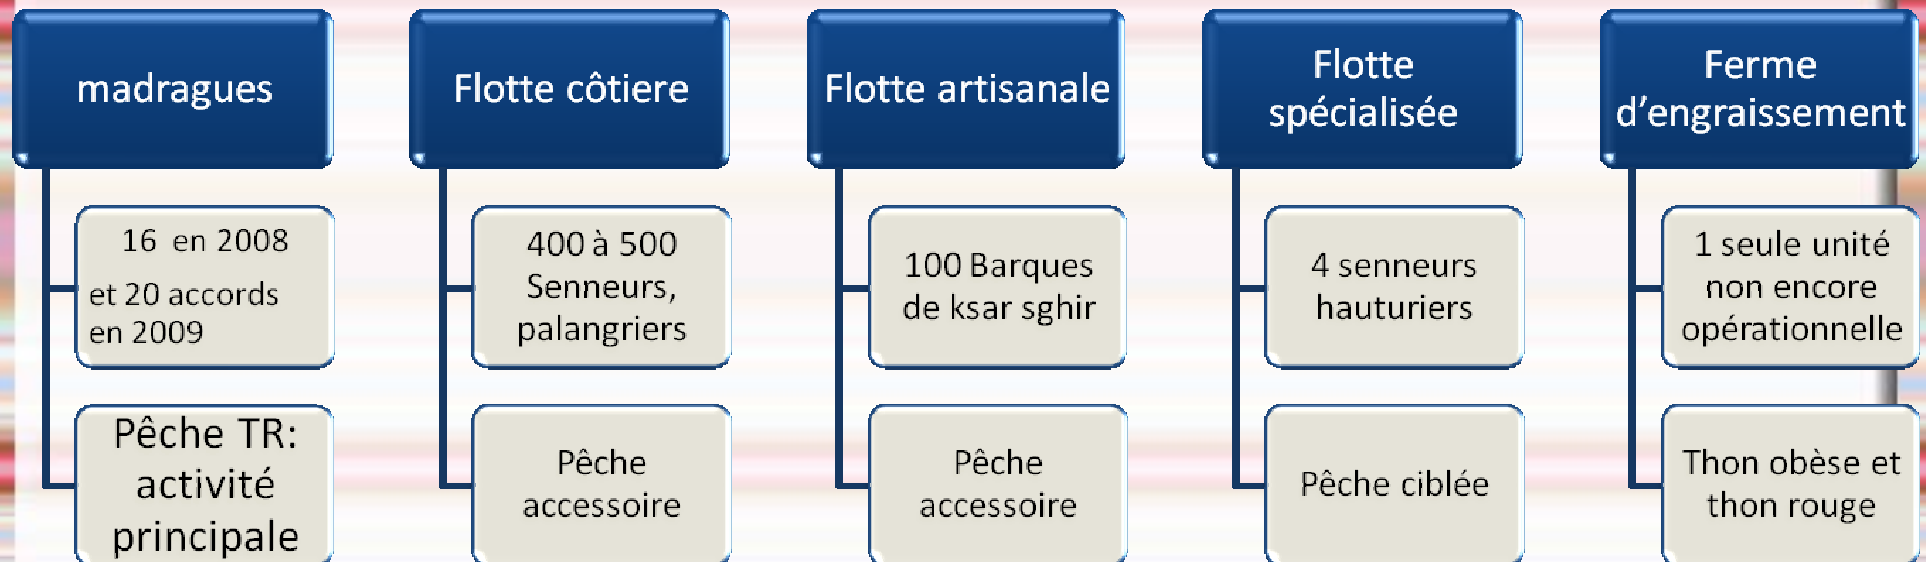 madragues
16 en 2008
et 20 accords
en 2009
Pêche TR:
activité
principale
Flotte côtiere
400 à 500
Senneurs,
palangriers
Pêche
accessoire
Flotte artisanale
100 Barques
de ksar sghir
Pêche
accessoire
Flotte
spécialisée
4 senneurs
hauturiers
Pêche ciblée
Ferme
d'engraissement
1 seule unité
non encore
opérationnelle
Thon obèse et
thon rouge